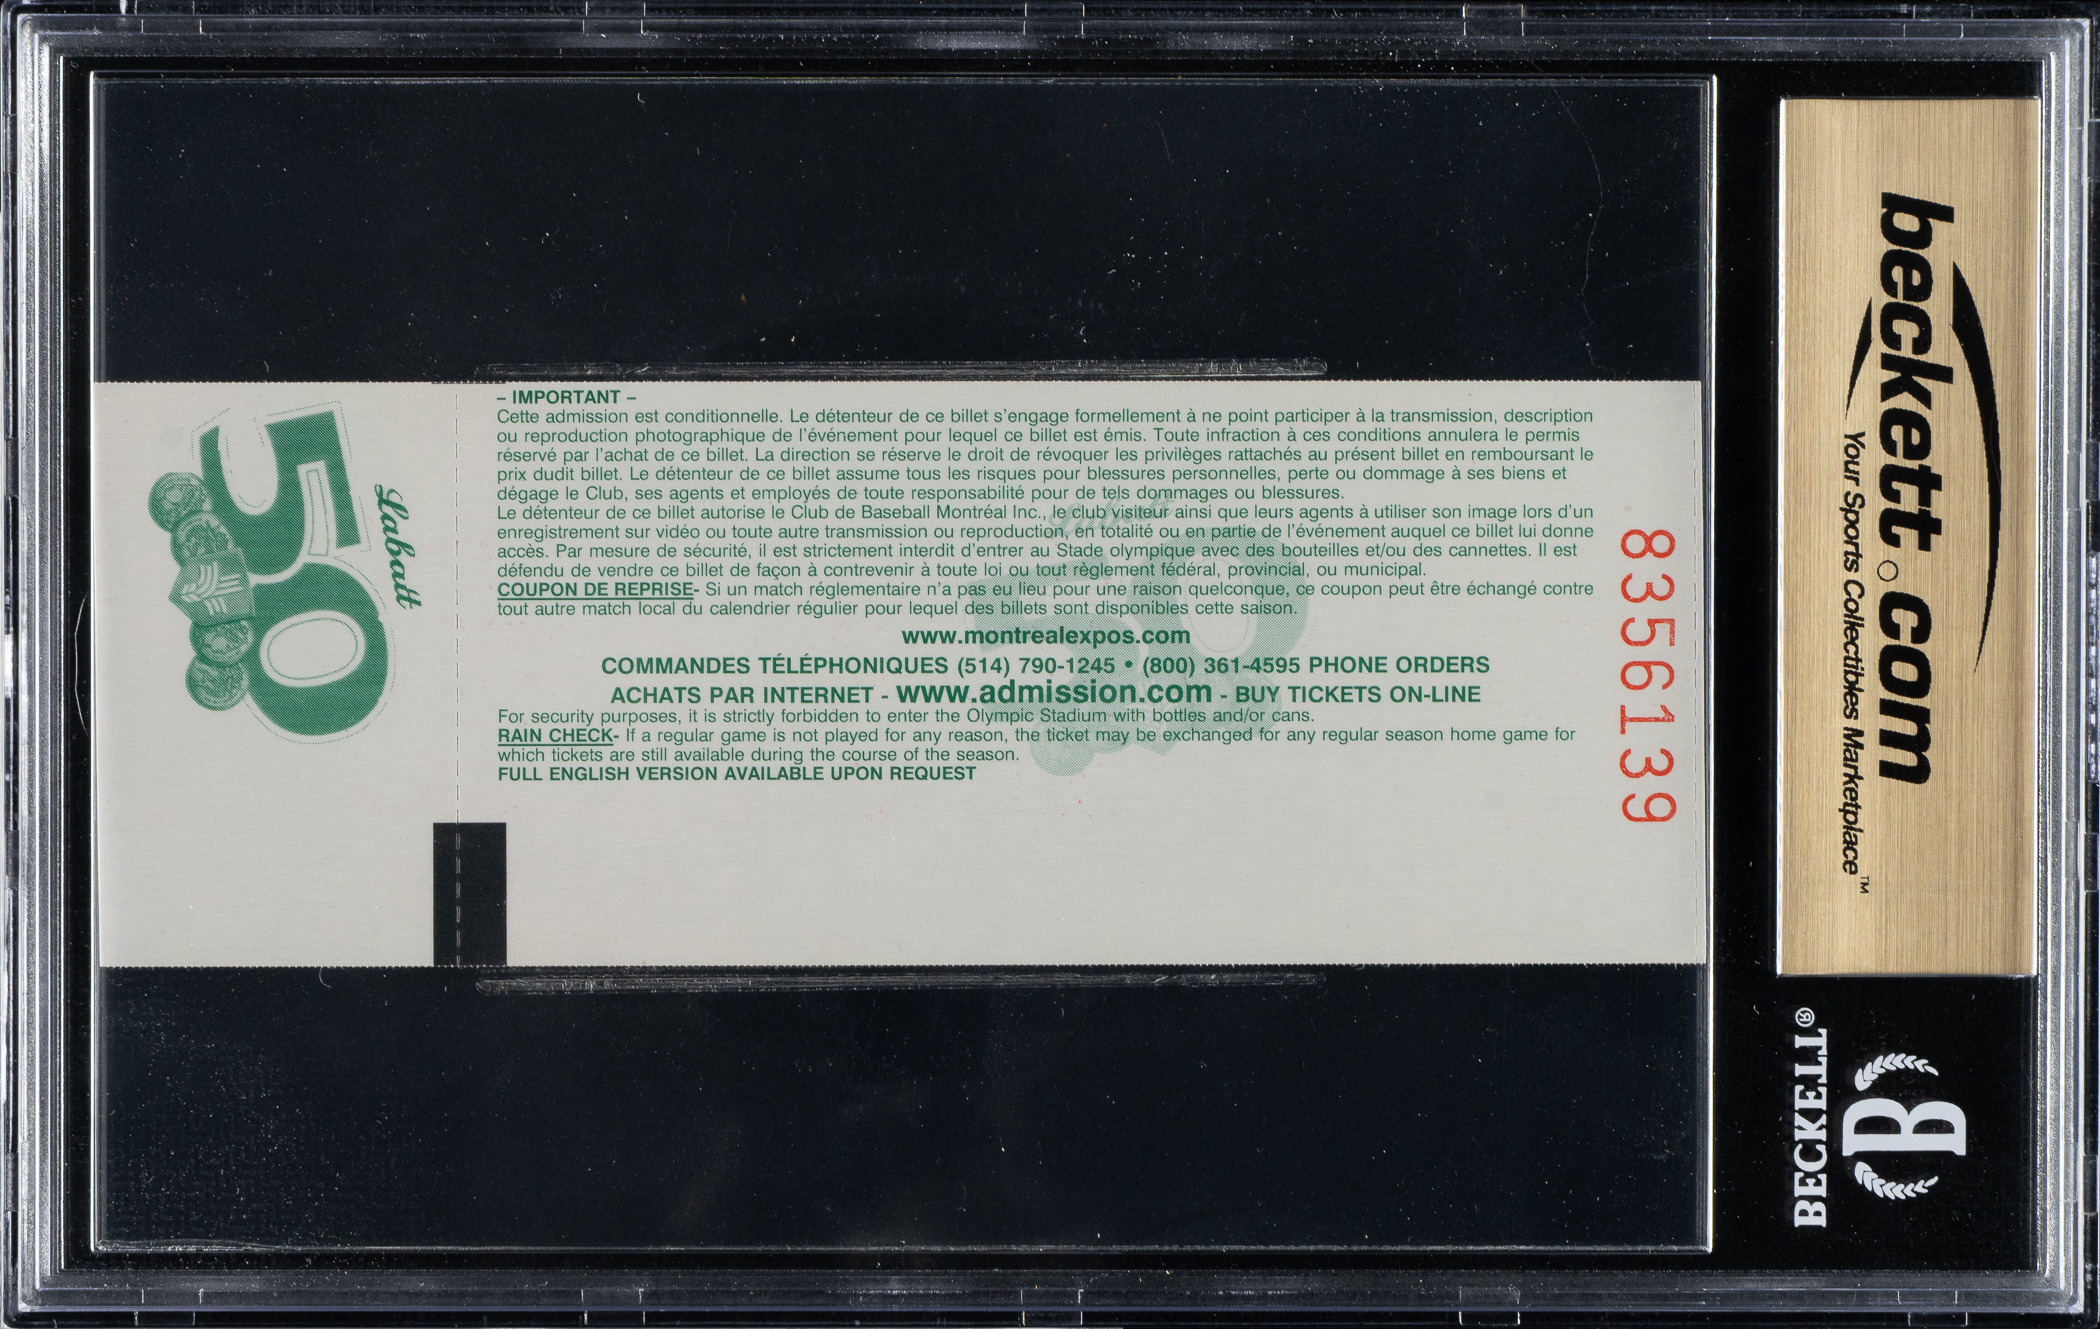 Labatt
50
– IMPORTANT –
Cette admission est conditionnelle. Le détenteur de ce billet s'engage formellement à ne point participer à la transmission, description
ou reproduction photographique de l'événement pour lequel ce billet est émis. Toute infraction à ces conditions annulera le permis
réservé par l'achat de ce billet. La direction se réserve le droit de révoquer les privilèges rattachés au présent billet en remboursant le
prix dudit billet. Le détenteur de ce billet assume tous les risques pour blessures personnelles, perte ou dommage à ses biens et
dégage le Club, ses agents et employés de toute responsabilité pour de tels dommages ou blessures.
Le détenteur de ce billet autorise le Club de Baseball Montréal Inc., le club visiteur ainsi que leurs agents à utiliser son image lors d'un
enregistrement sur vidéo ou toute autre transmission ou reproduction, en totalité ou en partie de l'événement auquel ce billet lui donne
accès. Par mesure de sécurité, il est strictement interdit d'entrer au Stade olympique avec des bouteilles et/ou des cannettes. Il est
défendu de vendre ce billet de façon à contrevenir à toute loi ou tout règlement fédéral, provincial, ou municipal.
COUPON DE REPRISE- Si un match réglementaire n'a pas eu lieu pour une raison quelconque, ce coupon peut être échangé contre
tout autre match local du calendrier régulier pour lequel des billets sont disponibles cette saison.
www.montrealexpos.com
COMMANDES TÉLÉPHONIQUES (514) 790-1245 • (800) 361-4595 PHONE ORDERS
ACHATS PAR INTERNET - www.admission.com - BUY TICKETS ON-LINE
For security purposes, it is strictly forbidden to enter the Olympic Stadium with bottles and/or cans.
RAIN CHECK- If a regular game is not played for any reason, the ticket may be exchanged for any regular season home game for
which tickets are still available during the course of the season.
FULL ENGLISH VERSION AVAILABLE UPON REQUEST
Labatt
50
8356139
beckett.com
Your Sports Collectibles Marketplace™
B
BECKETT®